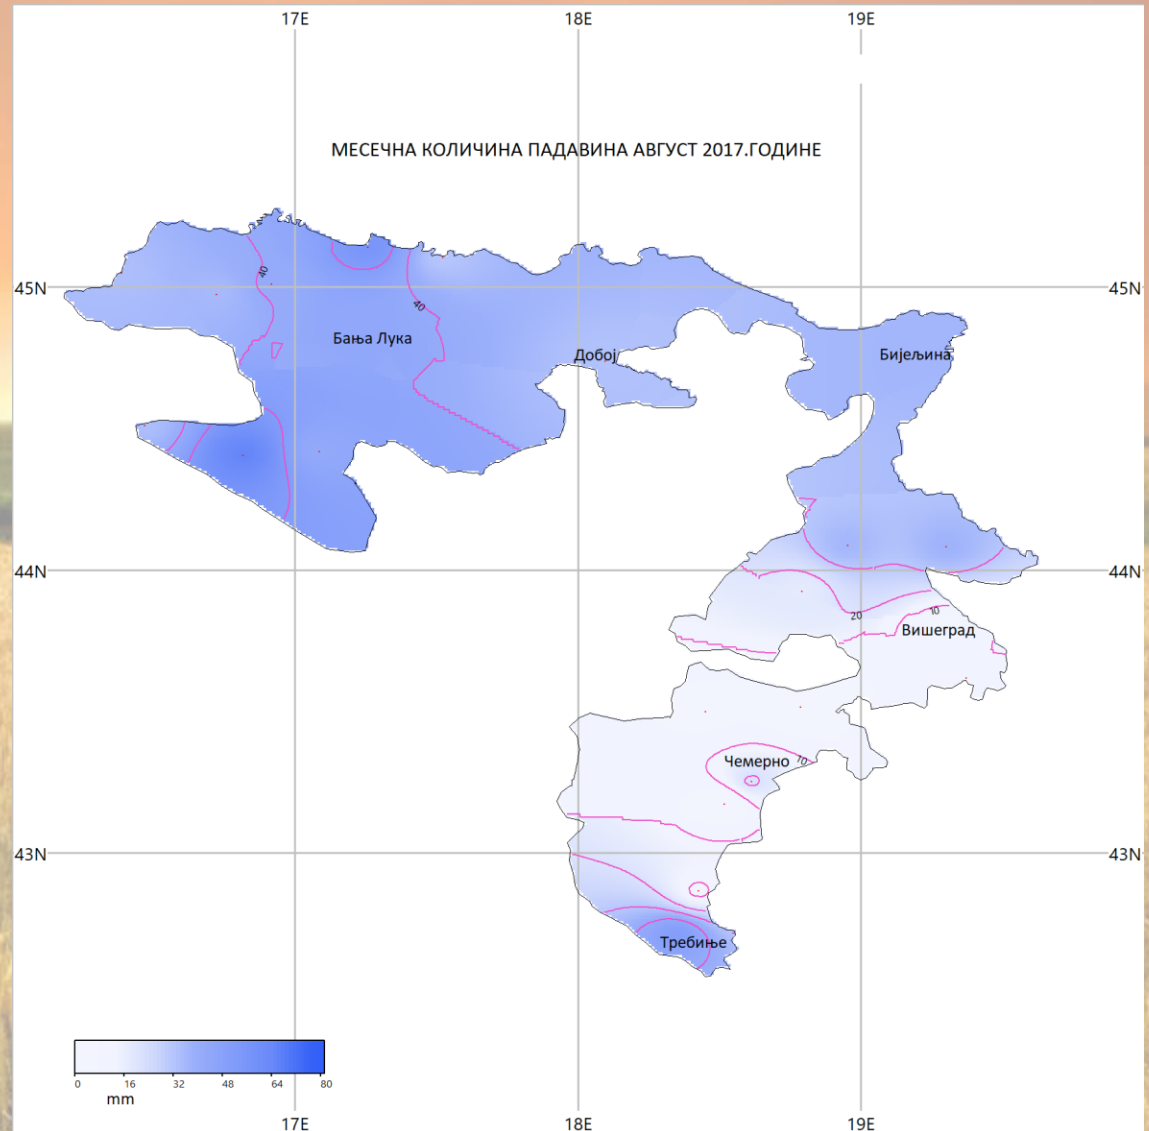 17E 18E 19E
МЕСЕЧНА КОЛИЧИНА ПАДАВИНА АВГУСТ 2017.ГОДИНЕ
40
45N 45N
40
Бања Лука
Добој
Бијељина
44N 44N
20
10
Вишеград
Чемерно
10
43N 43N
Требиње
0 16 32 48 64 80
mm
17E 18E 19E